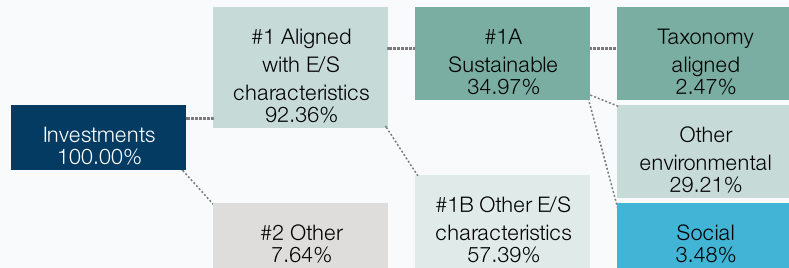 Investments
100.00%
#1 Aligned
with E/S
characteristics
92.36%
#2 Other
7.64%
#1A
Sustainable
34.97%
#1B Other E/S
characteristics
57.39%
Taxonomy
aligned
2.47%
Other
environmental
29.21%
Social
3.48%